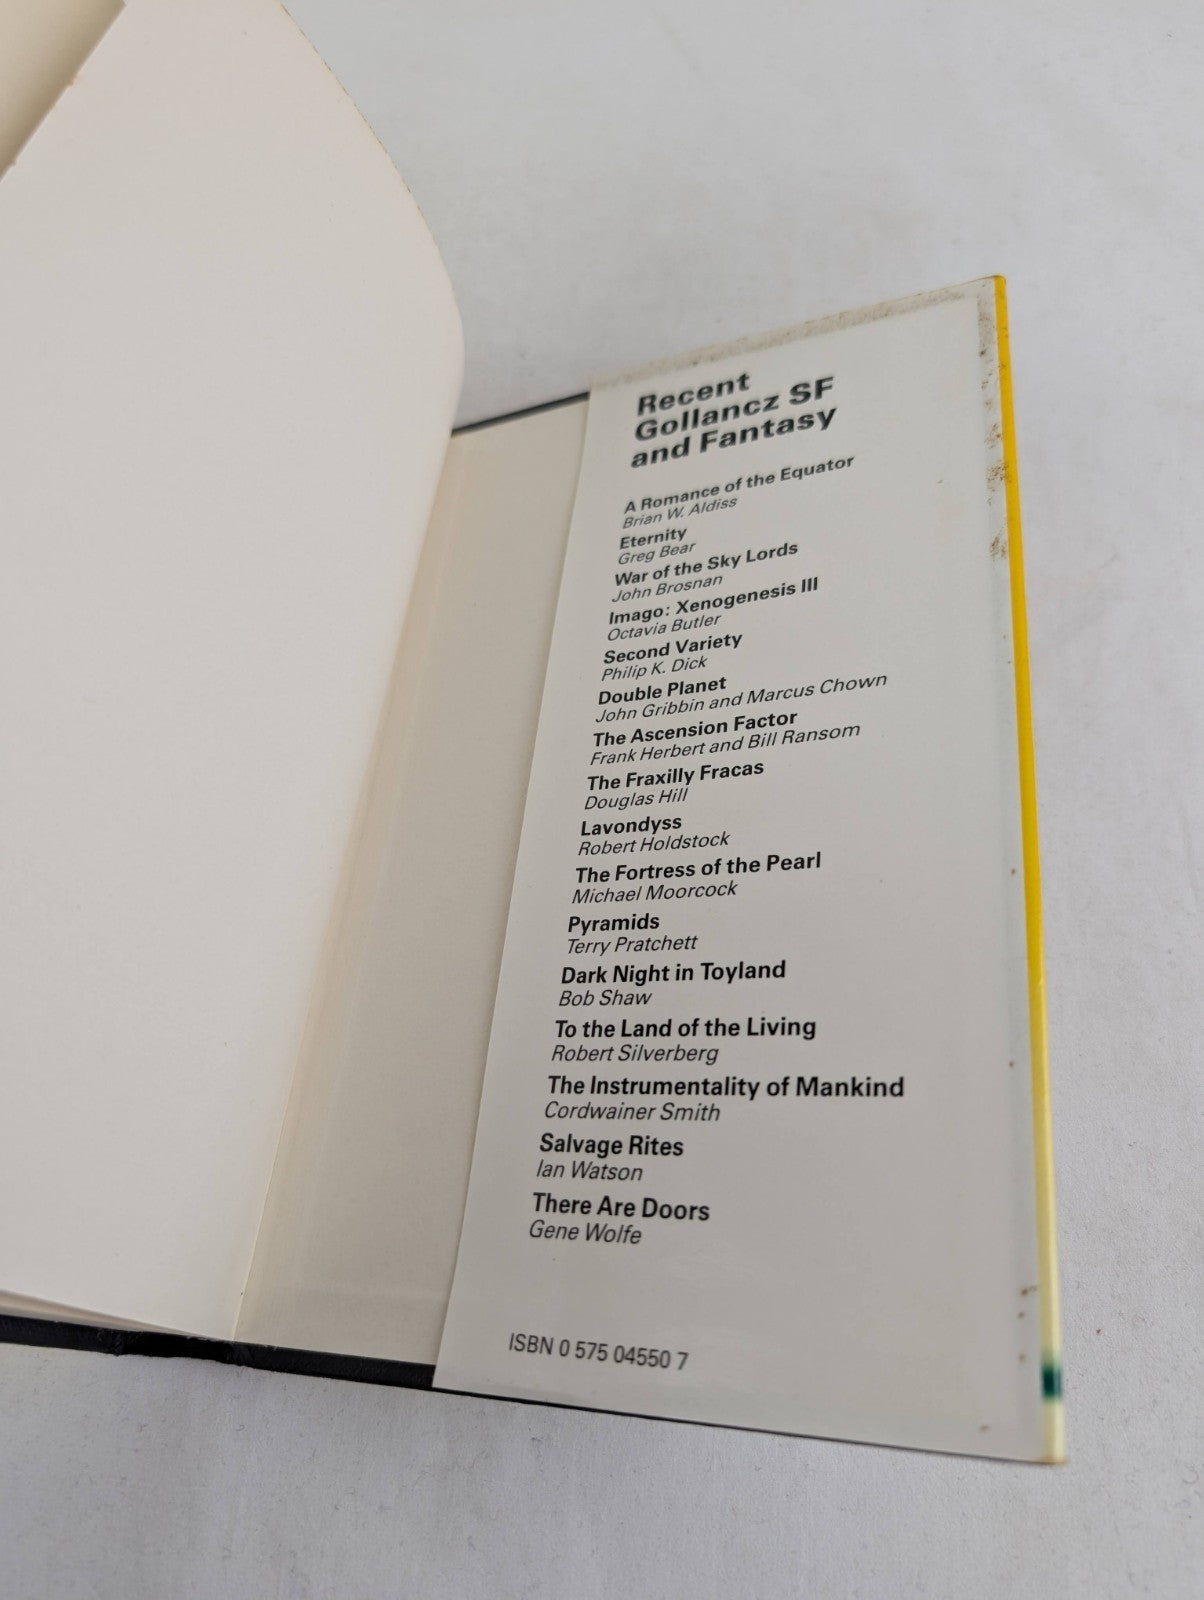 Recent
Gollancz SF
and Fantasy
A Romance of the Equator
Brian W. Aldiss
Eternity
Greg Bear
War of the Sky Lords
John Brosnan
Imago: Xenogenesis III
Octavia Butler
Second Variety
Philip K. Dick
Double Planet
John Gribbin and Marcus Chown
The Ascension Factor
Frank Herbert and Bill Ransom
The Fraxilly Fracas
Douglas Hill
Lavondyss
Robert Holdstock
The Fortress of the Pearl
Michael Moorcock
Pyramids
Terry Pratchett
Dark Night in Toyland
Bob Shaw
To the Land of the Living
Robert Silverberg
The Instrumentality of Mankind
Cordwainer Smith
Salvage Rites
Ian Watson
There Are Doors
Gene Wolfe
ISBN 0 575 04550 7